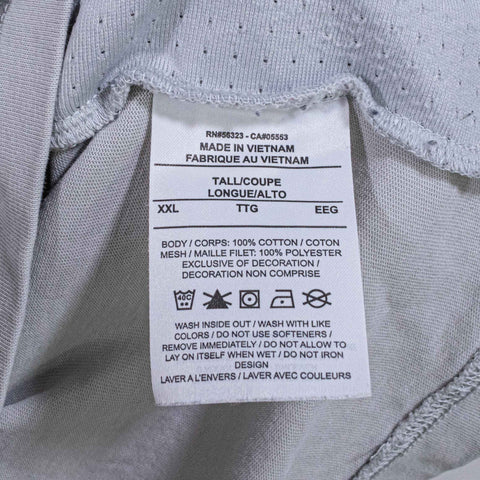 RN#56323 - CA#05553
MADE IN VIETNAM
FABRIQUE AU VIETNAM
TALL/COUPE
LONGUE/ALTO
XXL TTG EEG
BODY / CORPS: 100% COTTON / COTON
MESH / MAILLE FILET: 100% POLYESTER
EXCLUSIVE OF DECORATION /
DECORATION NON COMPRISE
40C
WASH INSIDE OUT / WASH WITH LIKE
COLORS / DO NOT USE SOFTENERS /
REMOVE IMMEDIATELY / DO NOT ALLOW TO
LAY ON ITSELF WHEN WET / DO NOT IRON
DESIGN
LAVER A L'ENVERS / LAVER AVEC COULEURS